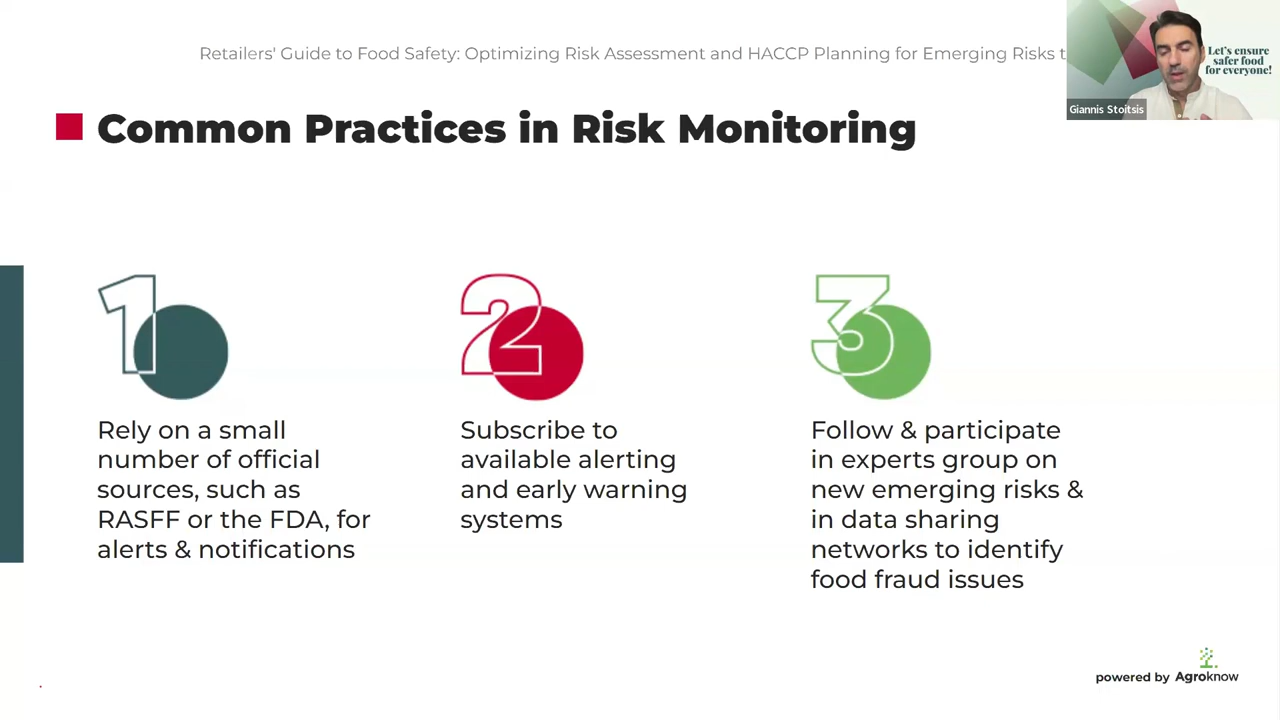 Retailers' Guide to Food Safety: Optimizing Risk Assessment and HACCP Planning for Emerging Risks
Let's ensure
safer food
for everyone!
Giannis Stoitsis
Common Practices in Risk Monitoring
1
Rely on a small
number of official
sources, such as
RASFF or the FDA, for
alerts & notifications
2
Subscribe to
available alerting
and early warning
systems
3
Follow & participate
in experts group on
new emerging risks &
in data sharing
networks to identify
food fraud issues
powered by Agroknow